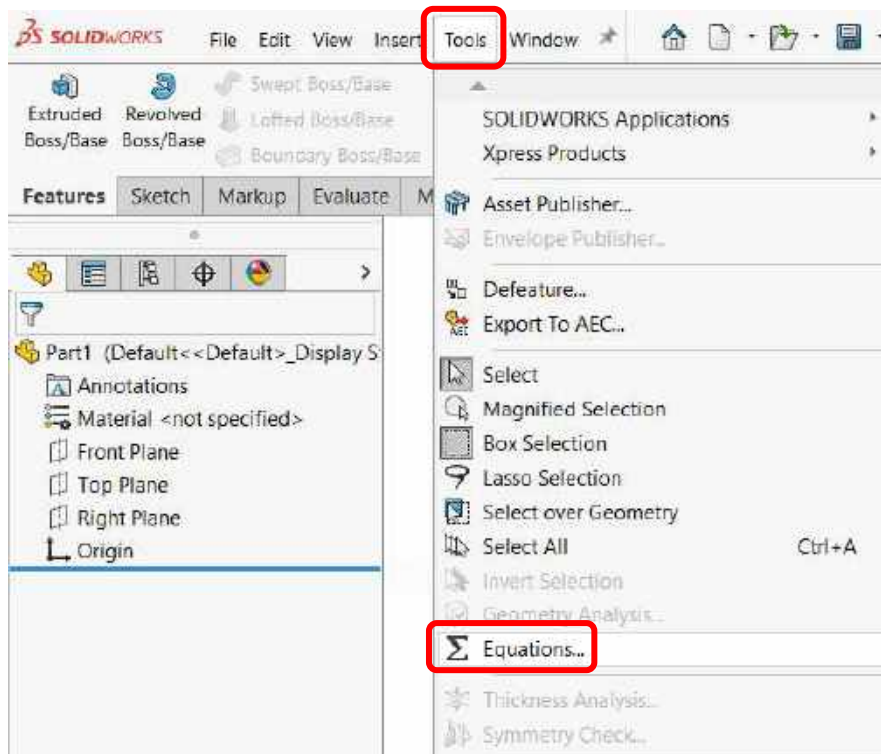 SOLIDWORKS File Edit View Insert Tools Window
Extruded Boss/Base
Revolved Boss/Base
Swept Boss/Base
Lofted Boss/Base
Boundary Boss/Base
Features Sketch Markup Evaluate M
Part1 (Default<<Default>_Display S
Annotations
Material <not specified>
Front Plane
Top Plane
Right Plane
Origin
SOLIDWORKS Applications
Xpress Products
Asset Publisher...
Envelope Publisher...
Defeature...
Export To AEC...
Select
Magnified Selection
Box Selection
Lasso Selection
Select over Geometry
Select All Ctrl+A
Invert Selection
Geometry Analysis...
Equations...
Thickness Analysis...
Symmetry Check...